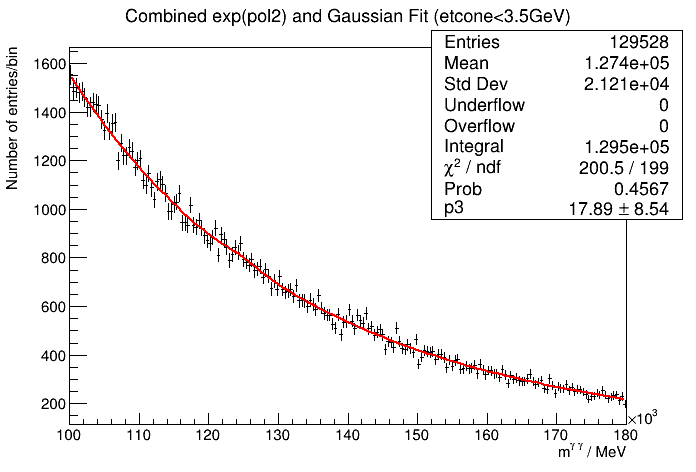 Combined exp(pol2) and Gaussian Fit (etcone<3.5GeV)
Entries 129528
Mean 1.274e+05
Std Dev 2.121e+04
Underflow 0
Overflow 0
Integral 1.295e+05
χ² / ndf 200.5 / 199
Prob 0.4567
p3 17.89 ± 8.54
Number of entries/bin
1600
1400
1200
1000
800
600
400
200
100 110 120 130 140 150 160 170 180
×10³
m^γγ / MeV